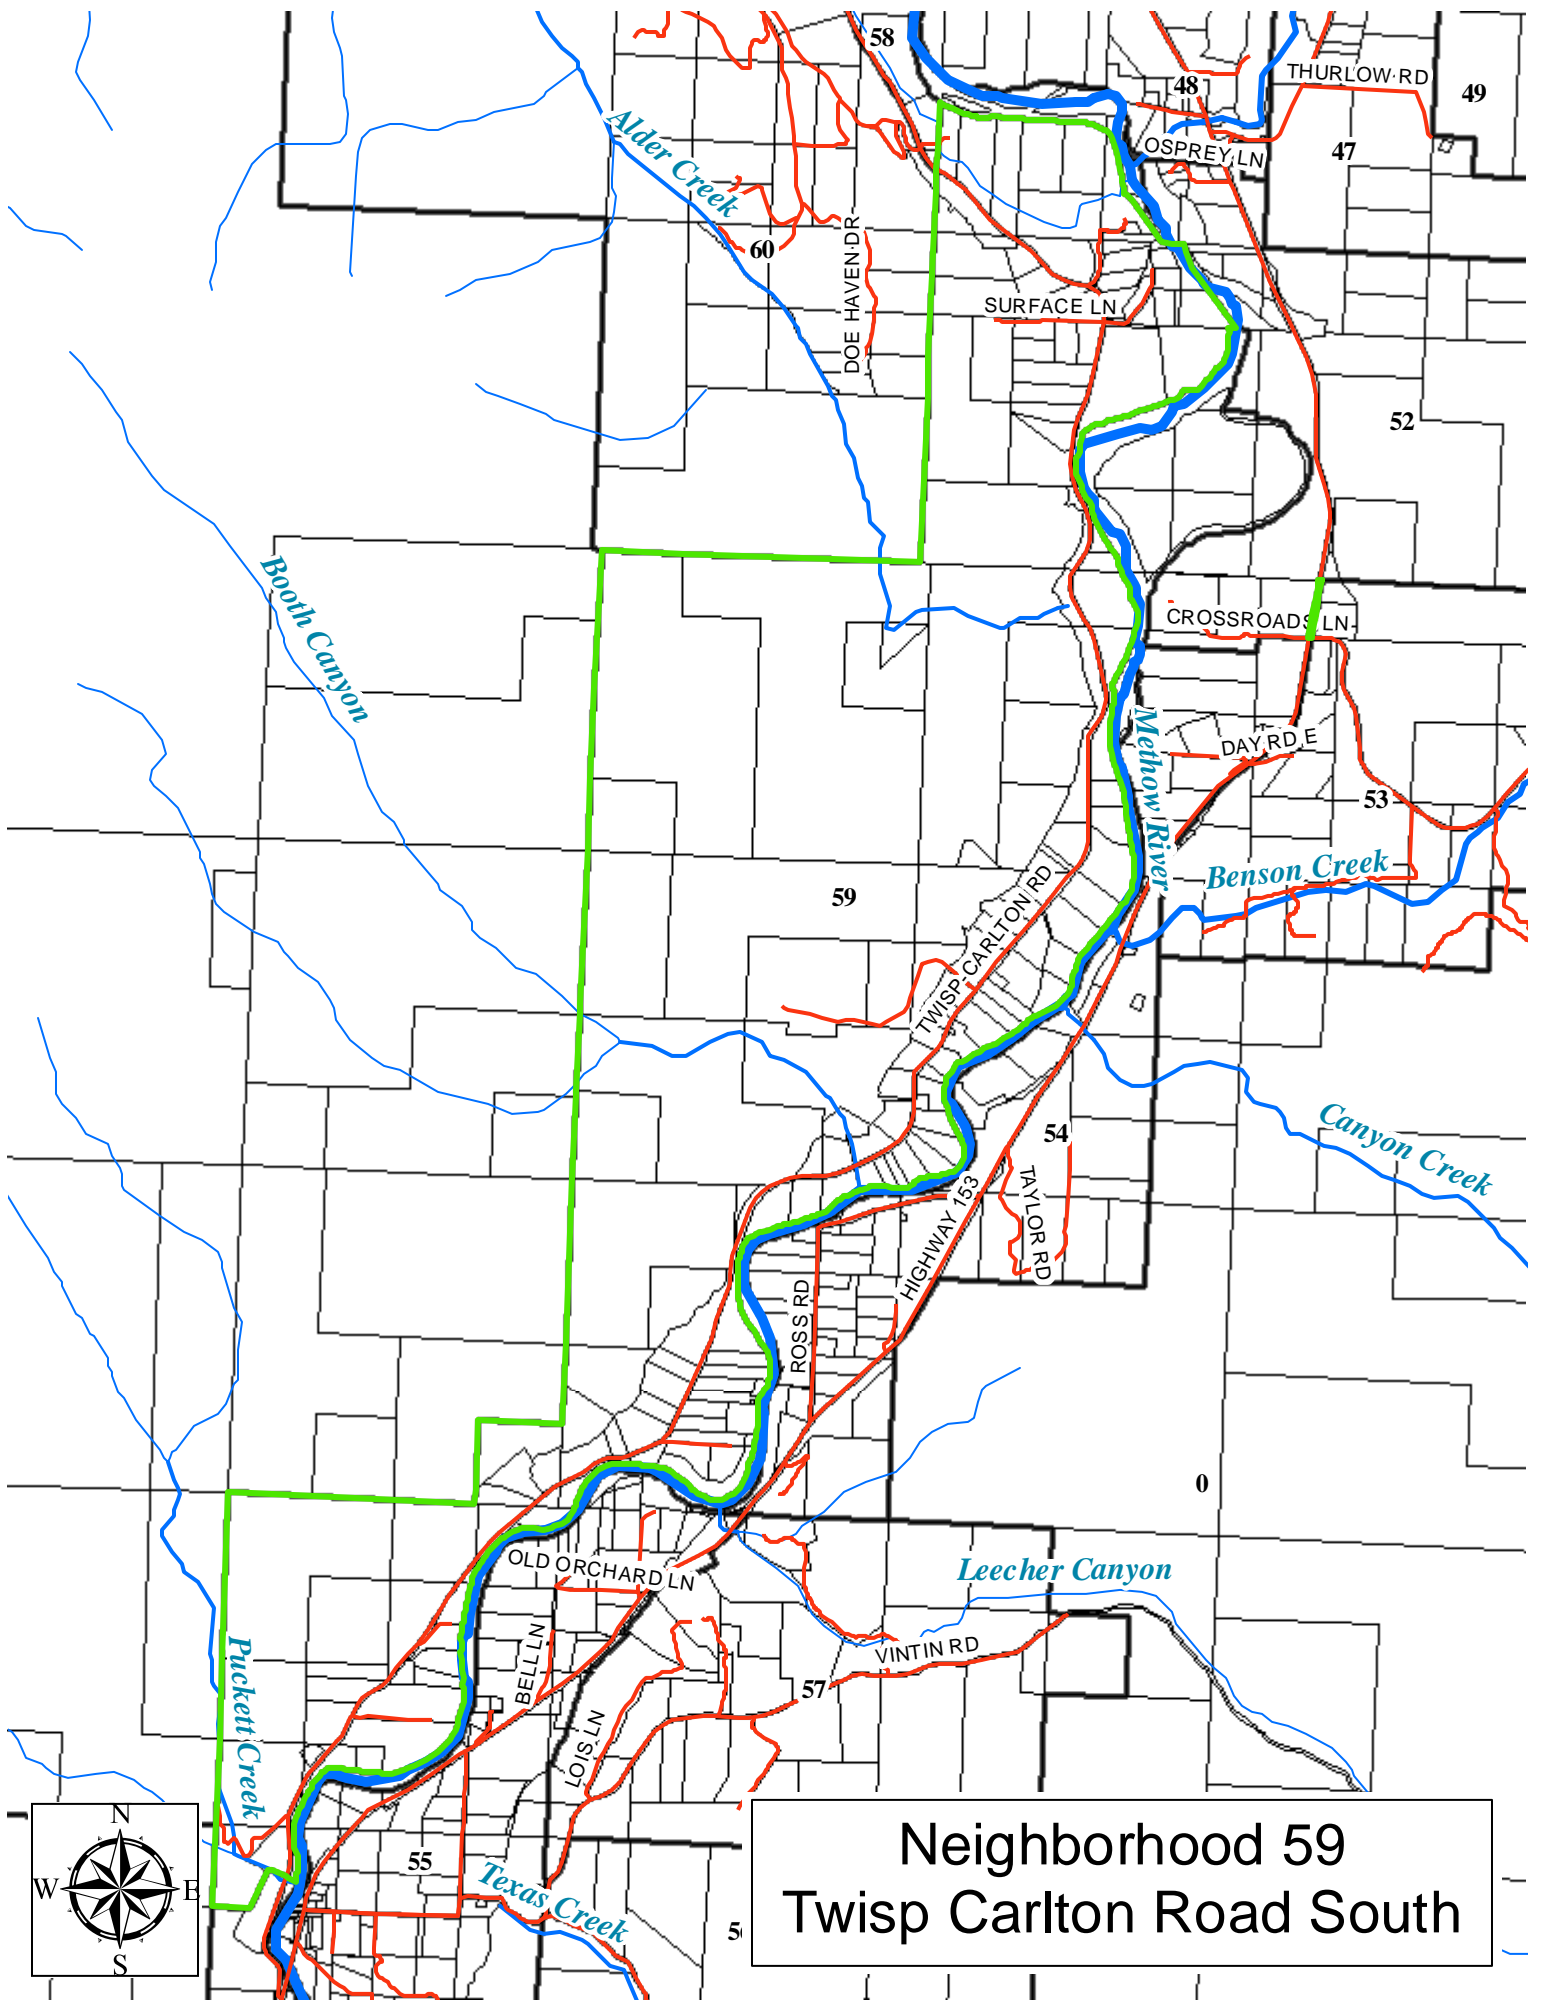 58
THURLOW RD
48
49
Alder Creek
OSPREY LN
47
60
DOE HAVEN DR
SURFACE LN
52
Booth Canyon
CROSSROADS LN
Methow River
DAY RD E
53
Benson Creek
59
TWISP-CARLTON RD
Canyon Creek
54
TAYLOR RD
HIGHWAY 153
ROSS RD
0
OLD ORCHARD LN
Leecher Canyon
BELL LN
VINTIN RD
Puckett Creek
57
LOIS LN
N
W E
S
55
Texas Creek
Neighborhood 59
Twisp Carlton Road South